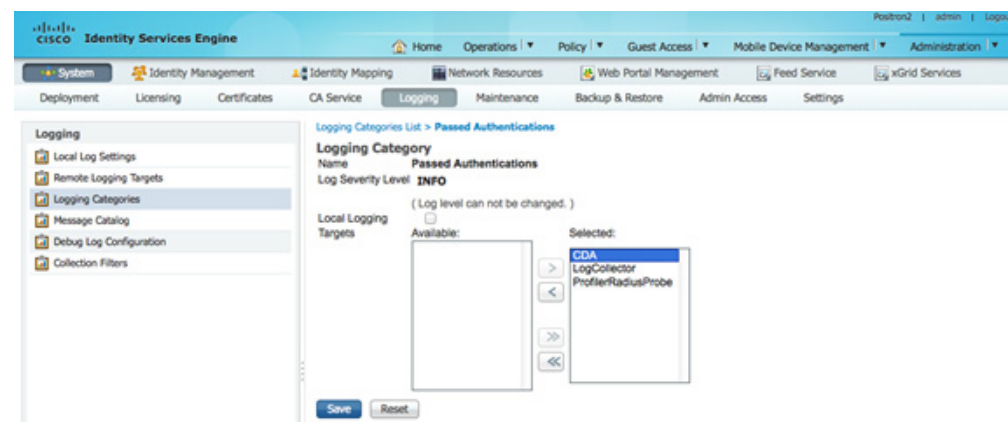 Positron2 | admin | Logou
cisco Identity Services Engine
Home Operations Policy Guest Access Mobile Device Management Administration
System Identity Management Identity Mapping Network Resources Web Portal Management Feed Service xGrid Services
Deployment Licensing Certificates CA Service Logging Maintenance Backup & Restore Admin Access Settings
Logging
Local Log Settings
Remote Logging Targets
Logging Categories
Message Catalog
Debug Log Configuration
Collection Filters
Logging Categories List > Passed Authentications
Logging Category
Name Passed Authentications
Log Severity Level INFO
( Log level can not be changed. )
Local Logging
Targets Available: Selected:
CDA
LogCollector
ProfilerRadiusProbe
>
<
>>
<<
Save Reset